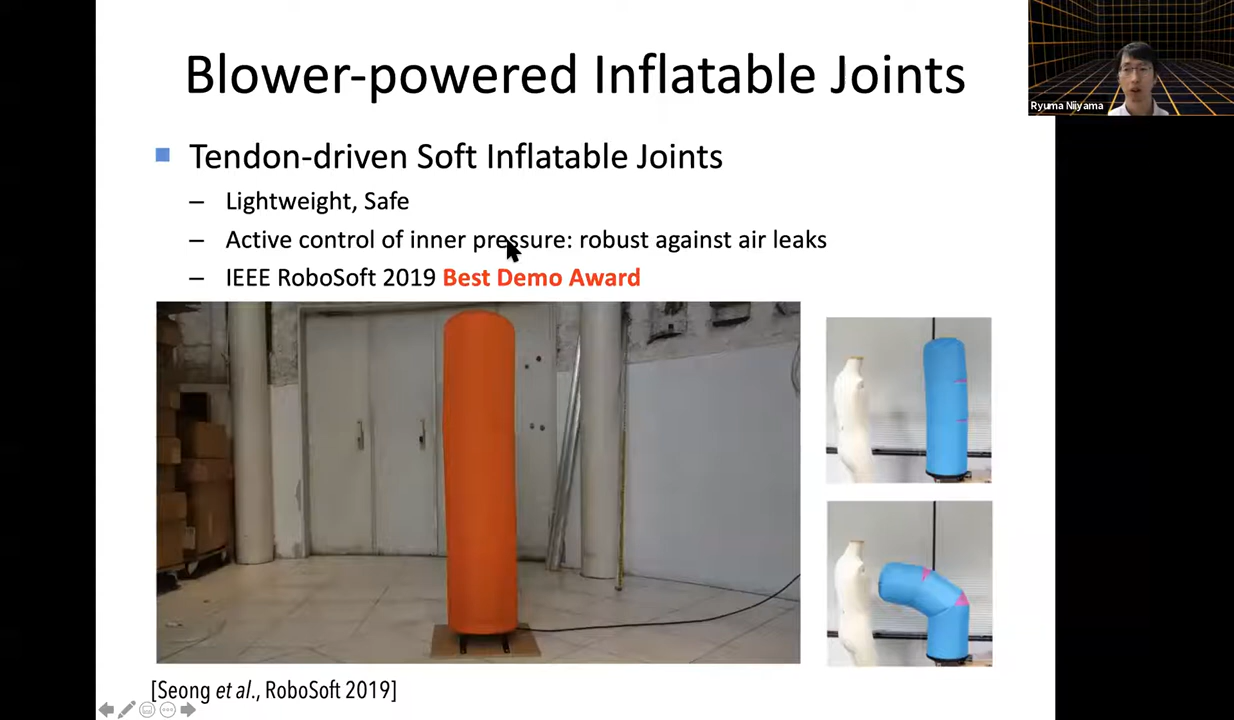 Blower-powered Inflatable Joints
Ryuma Niiyama
Tendon-driven Soft Inflatable Joints
– Lightweight, Safe
– Active control of inner pressure: robust against air leaks
– IEEE RoboSoft 2019 Best Demo Award
[Seong et al., RoboSoft 2019]